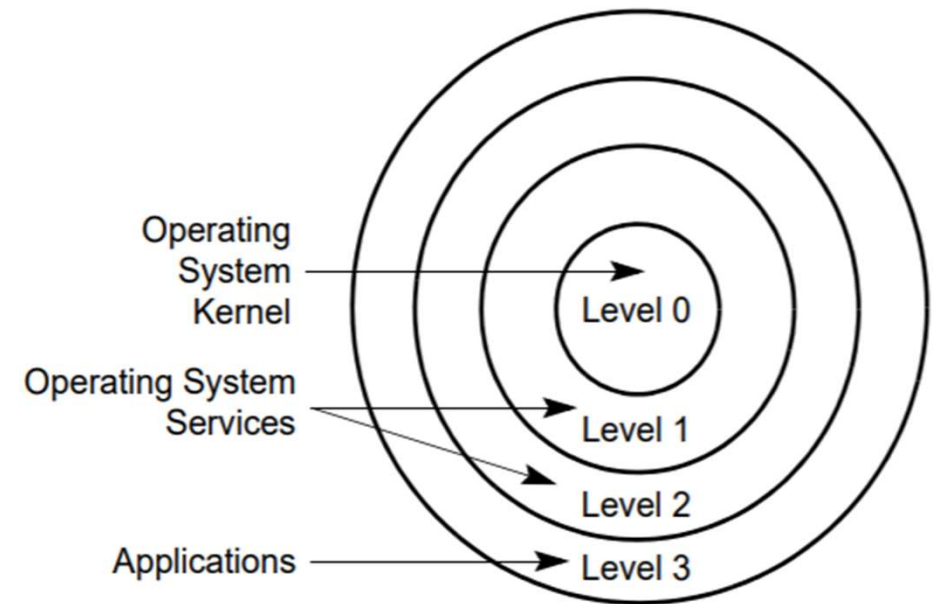 Operating
System
Kernel
Level 0
Operating System
Services
Level 1
Level 2
Applications
Level 3